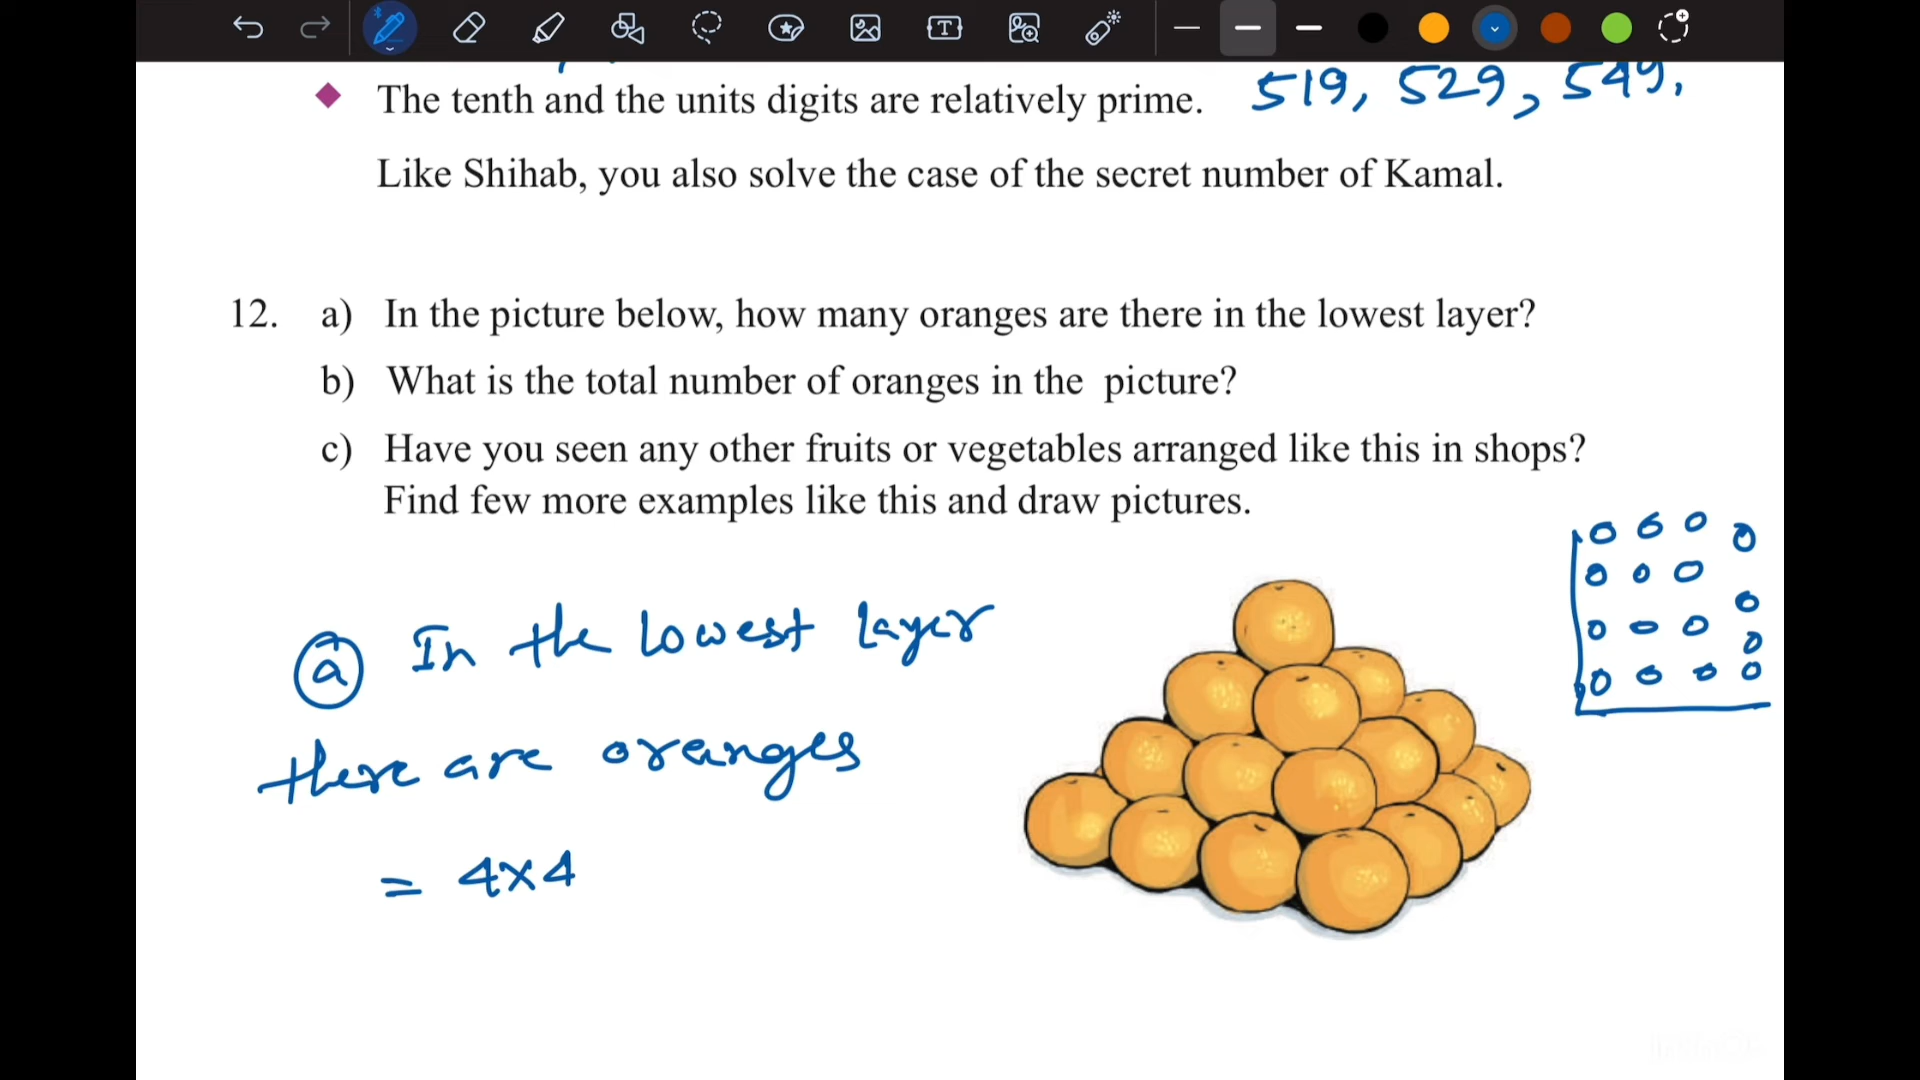 The tenth and the units digits are relatively prime. 519, 529, 549,
Like Shihab, you also solve the case of the secret number of Kamal.
12. a) In the picture below, how many oranges are there in the lowest layer?
b) What is the total number of oranges in the picture?
c) Have you seen any other fruits or vegetables arranged like this in shops?
Find few more examples like this and draw pictures.
a In the lowest layer
there are oranges
= 4×4